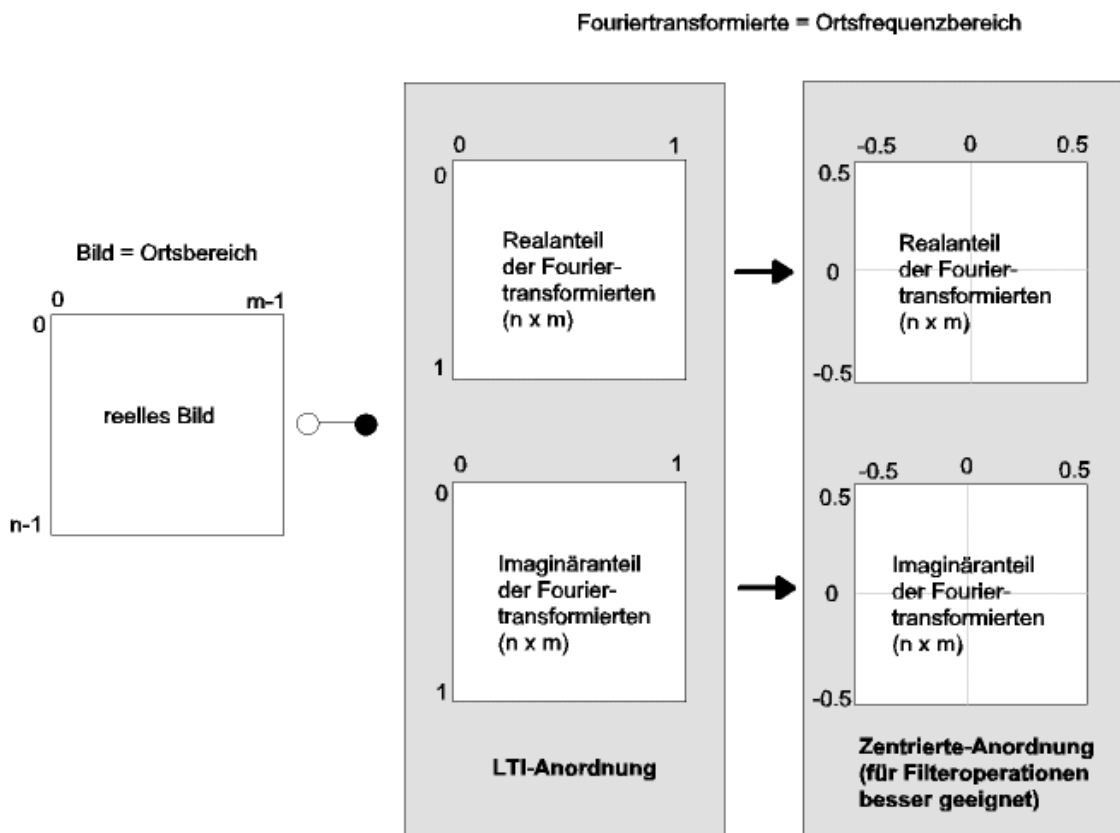 Fouriertransformierte = Ortsfrequenzbereich
Bild = Ortsbereich
0 m-1
0
reelles Bild
n-1
0 1
0
Realanteil
der Fourier-
transformierten
(n x m)
1
0 1
0
Imaginäranteil
der Fourier-
transformierten
(n x m)
1
LTI-Anordnung
-0.5 0 0.5
0.5
Realanteil
der Fourier-
transformierten
(n x m)
0
-0.5
-0.5 0 0.5
0.5
Imaginäranteil
der Fourier-
transformierten
(n x m)
0
-0.5
Zentrierte-Anordnung
(für Filteroperationen
besser geeignet)